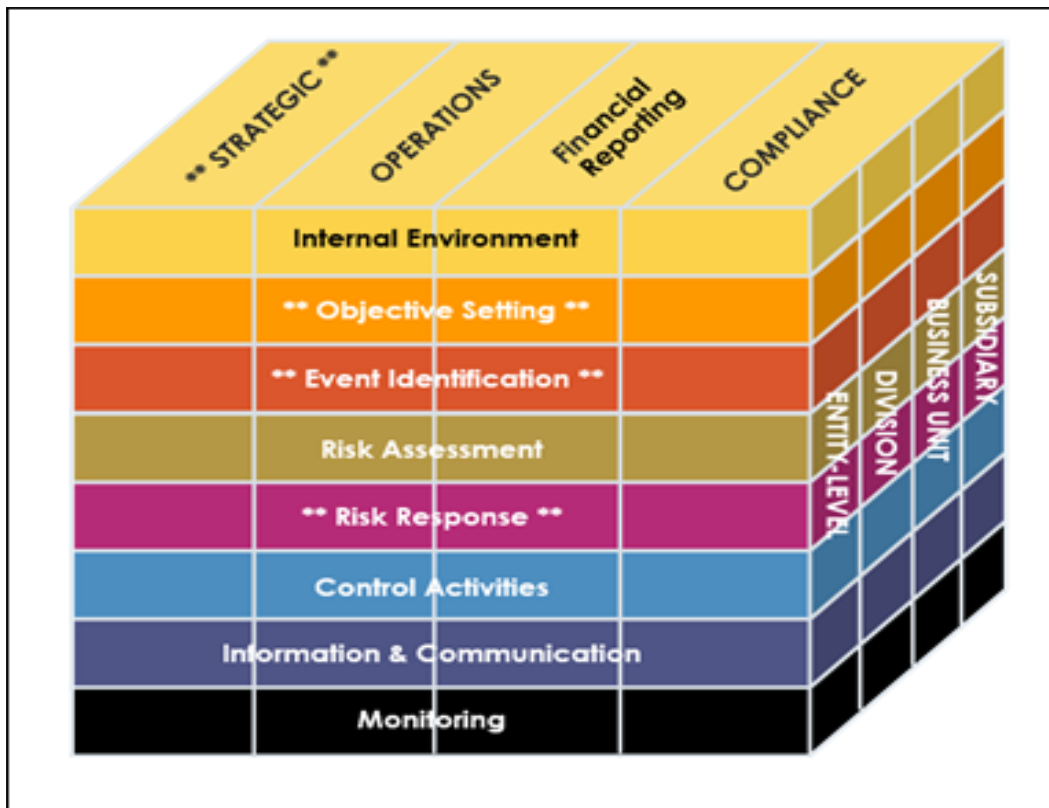 ** STRATEGIC **
OPERATIONS
Financial
Reporting
COMPLIANCE
Internal Environment
** Objective Setting **
** Event Identification **
Risk Assessment
** Risk Response **
Control Activities
Information & Communication
Monitoring
ENTITY-LEVEL
DIVISION
BUSINESS UNIT
SUBSIDIARY